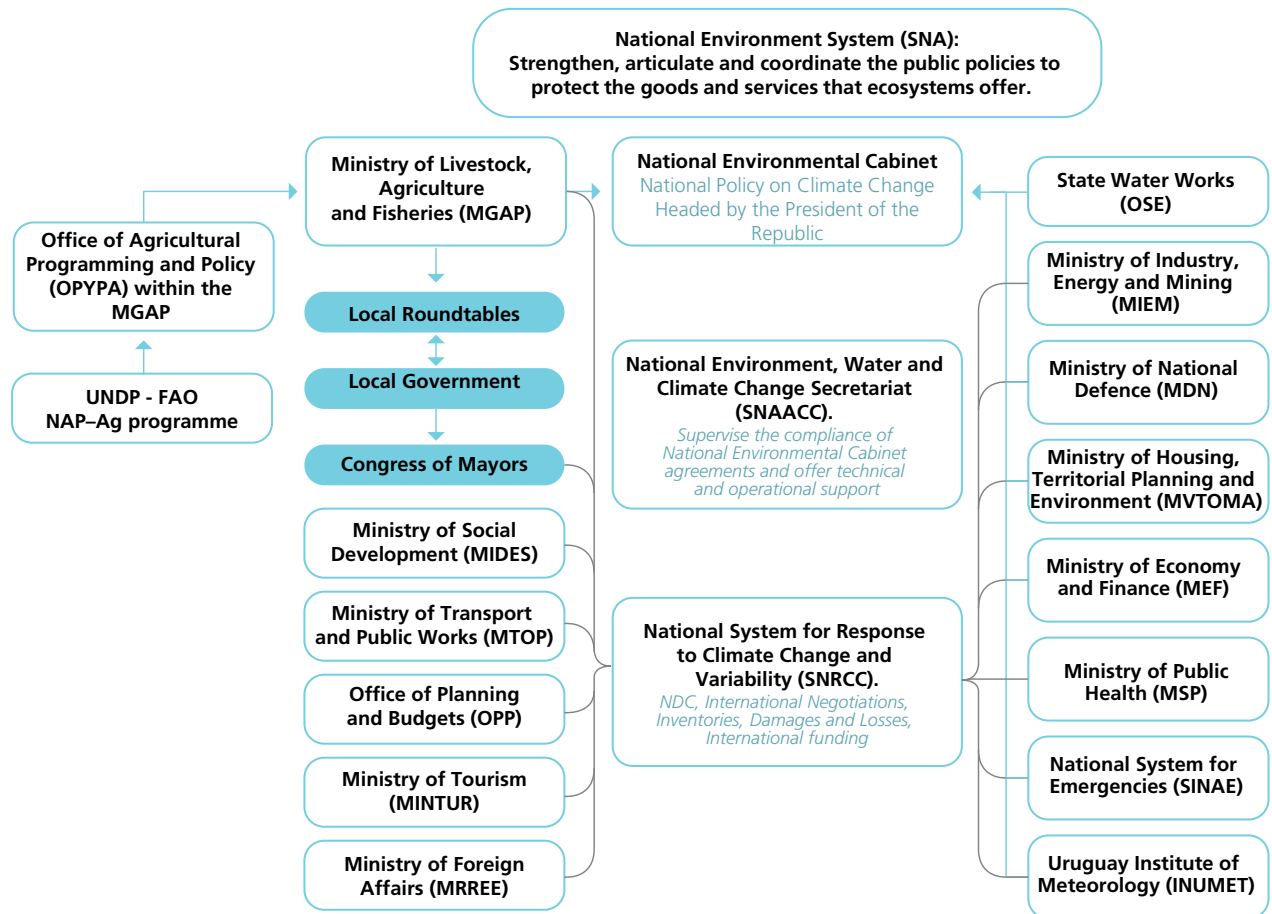 National Environment System (SNA):
Strengthen, articulate and coordinate the public policies to
protect the goods and services that ecosystems offer.
Ministry of Livestock,
Agriculture
and Fisheries (MGAP)
National Environmental Cabinet
National Policy on Climate Change
Headed by the President of the
Republic
State Water Works
(OSE)
Office of Agricultural
Programming and Policy
(OPYPA) within the
MGAP
Ministry of Industry,
Energy and Mining
(MIEM)
Local Roundtables
National Environment, Water and
Climate Change Secretariat
(SNAACC).
Supervise the compliance of
National Environmental Cabinet
agreements and offer technical
and operational support
Ministry of National
Defence (MDN)
UNDP - FAO
NAP–Ag programme
Local Government
Congress of Mayors
Ministry of Housing,
Territorial Planning and
Environment (MVTOMA)
Ministry of Social
Development (MIDES)
Ministry of Economy
and Finance (MEF)
Ministry of Transport
and Public Works (MTOP)
National System for Response
to Climate Change and
Variability (SNRCC).
NDC, International Negotiations,
Inventories, Damages and Losses,
International funding
Ministry of Public
Health (MSP)
Office of Planning
and Budgets (OPP)
Ministry of Tourism
(MINTUR)
National System for
Emergencies (SINAE)
Ministry of Foreign
Affairs (MRREE)
Uruguay Institute of
Meteorology (INUMET)